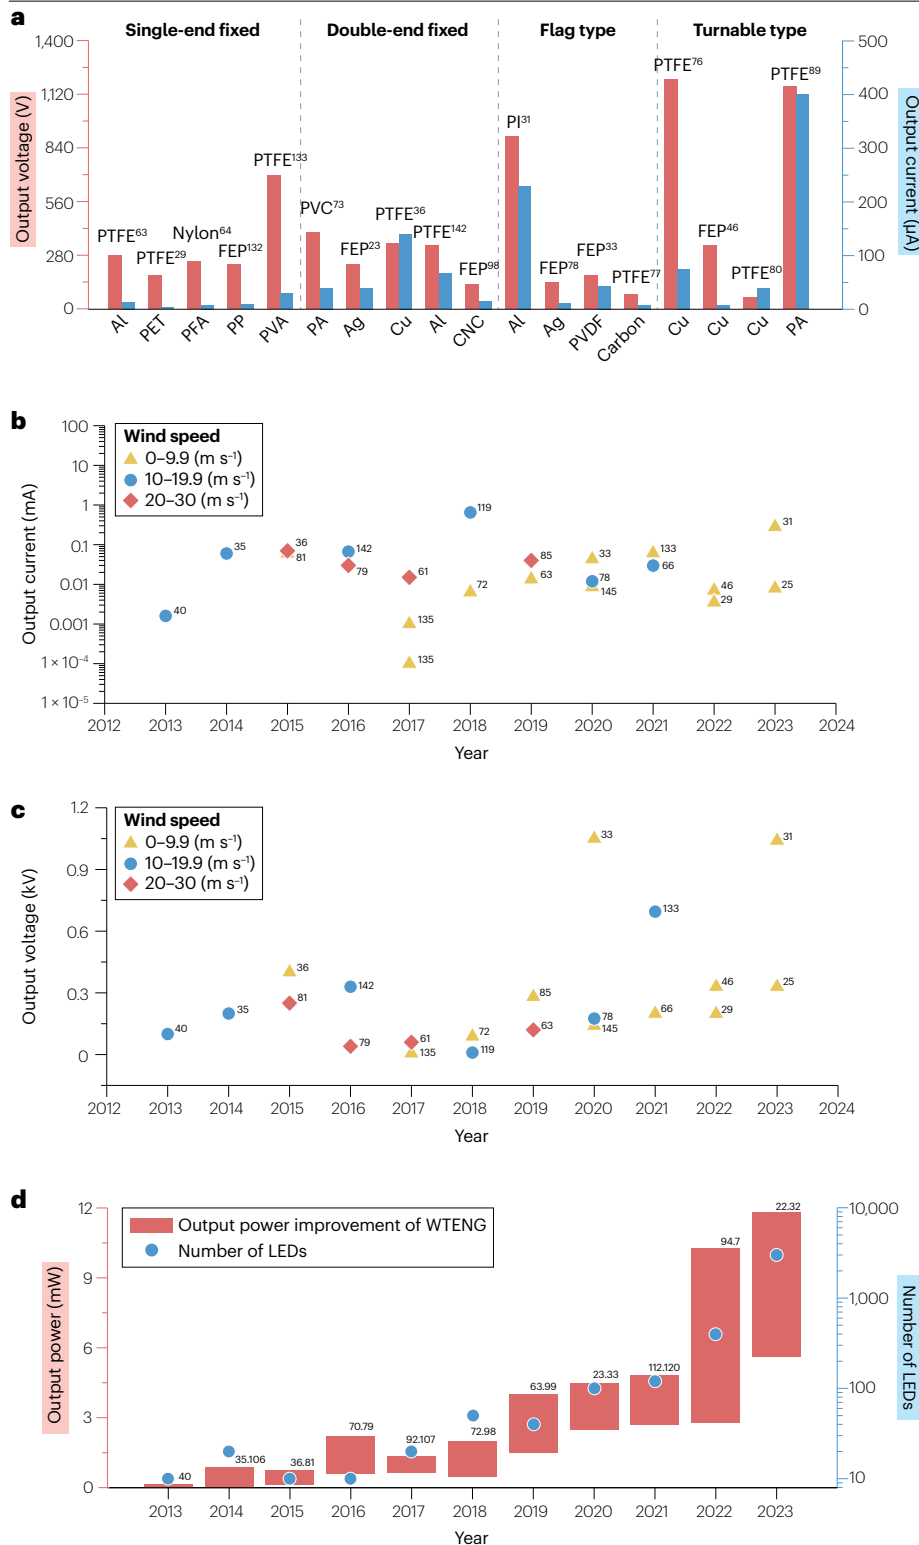 a
Single-end fixed Double-end fixed Flag type Turnable type
Output voltage (V)
1,400
1,120
840
560
280
0
PTFE63 PTFE29 Nylon64 FEP132 PTFE133 PVC73 FEP23 PTFE36 PTFE142 FEP98 PI31 FEP78 FEP33 PTFE77 PTFE76 FEP46 PTFE80 PTFE89
Al PET PFA PP PVA PA Ag Cu Al CNC Al Ag PVDF Carbon Cu Cu Cu PA
500
400
300
200
100
0
Output current (µA)
b
Wind speed
0–9.9 (m s−1)
10–19.9 (m s−1)
20–30 (m s−1)
Output current (mA)
100
10
1
0.1
0.01
0.001
1 × 10−4
1 × 10−5
40 35 36 81 142 79 61 135 135 119 72 85 63 33 78 145 133 66 46 29 31 25
2012 2013 2014 2015 2016 2017 2018 2019 2020 2021 2022 2023 2024
Year
c
Wind speed
0–9.9 (m s−1)
10–19.9 (m s−1)
20–30 (m s−1)
Output voltage (kV)
1.2
0.9
0.6
0.3
0
40 35 36 81 142 79 61 135 72 119 85 63 33 78 145 133 66 46 29 31 25
2012 2013 2014 2015 2016 2017 2018 2019 2020 2021 2022 2023 2024
Year
d
Output power improvement of WTENG
Number of LEDs
Output power (mW)
12
9
6
3
0
40 35.106 36.81 70.79 92.107 72.98 63.99 23.33 112.120 94.7 22.32
10,000
1,000
100
10
Number of LEDs
2013 2014 2015 2016 2017 2018 2019 2020 2021 2022 2023
Year